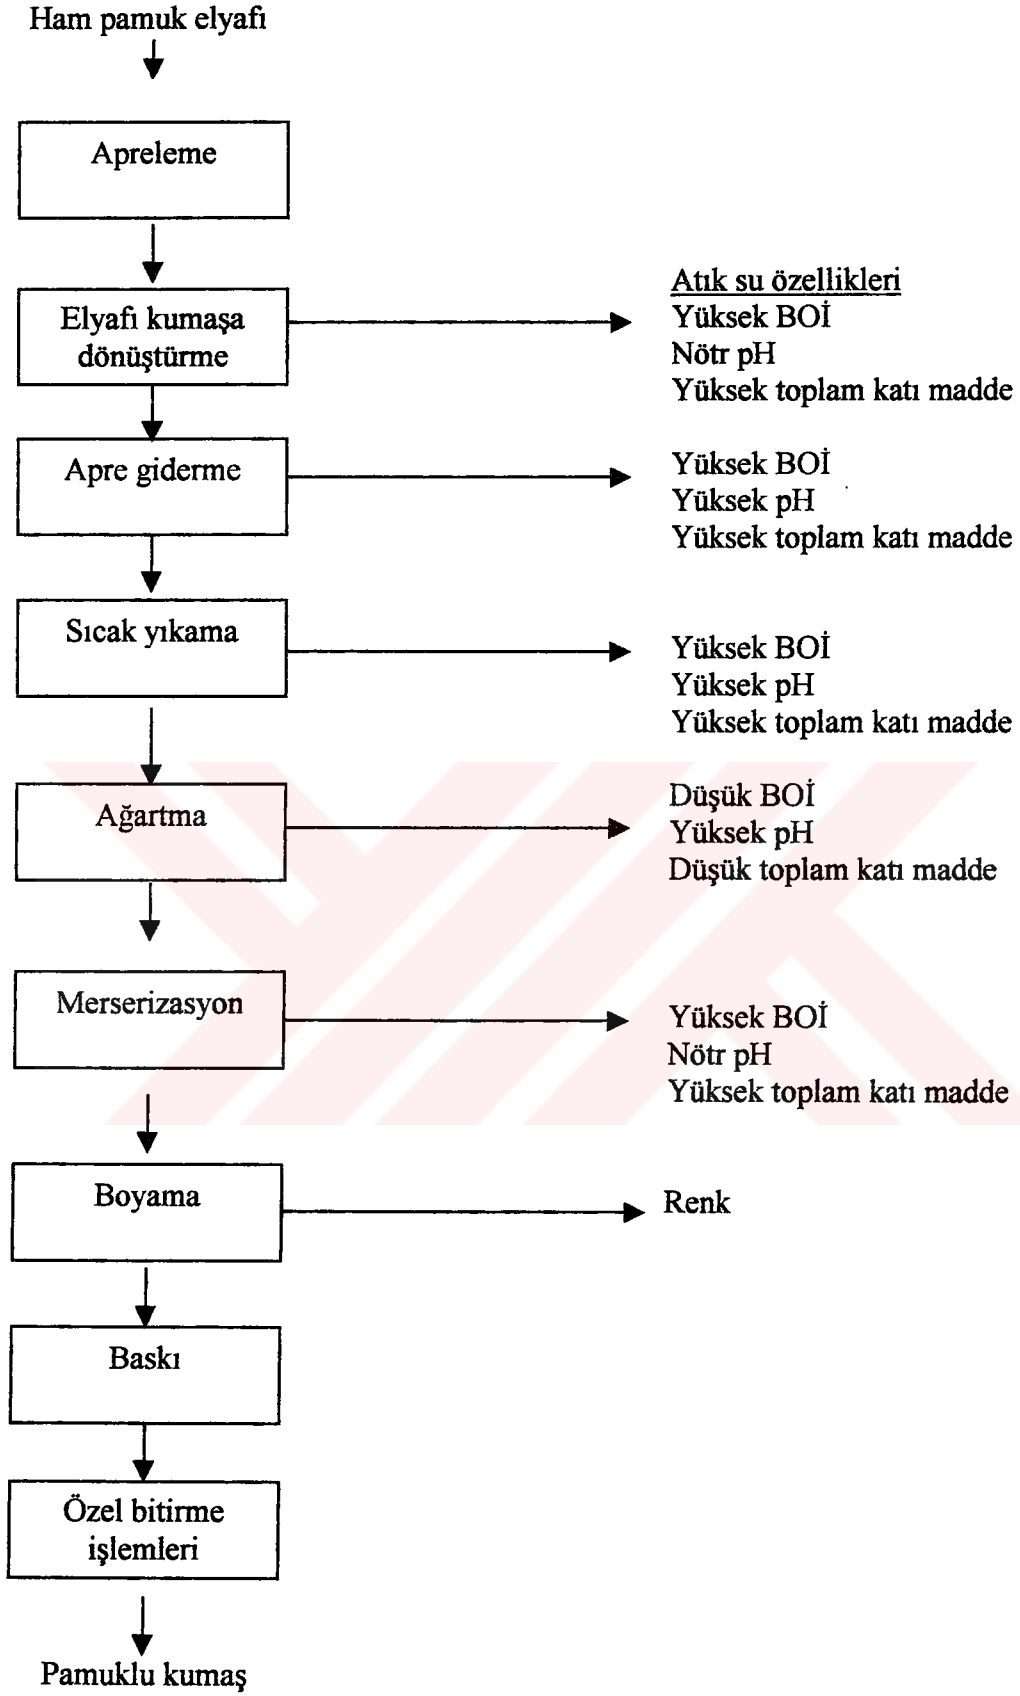 Ham pamuk elyafı
Apreleme
Elyafı kumaşa
dönüştürme
Atık su özellikleri
Yüksek BOİ
Nötr pH
Yüksek toplam katı madde
Apre giderme
Yüksek BOİ
Yüksek pH
Yüksek toplam katı madde
Sıcak yıkama
Yüksek BOİ
Yüksek pH
Yüksek toplam katı madde
Ağartma
Düşük BOİ
Yüksek pH
Düşük toplam katı madde
Merserizasyon
Yüksek BOİ
Nötr pH
Yüksek toplam katı madde
Boyama
Renk
Baskı
Özel bitirme
işlemleri
Pamuklu kumaş